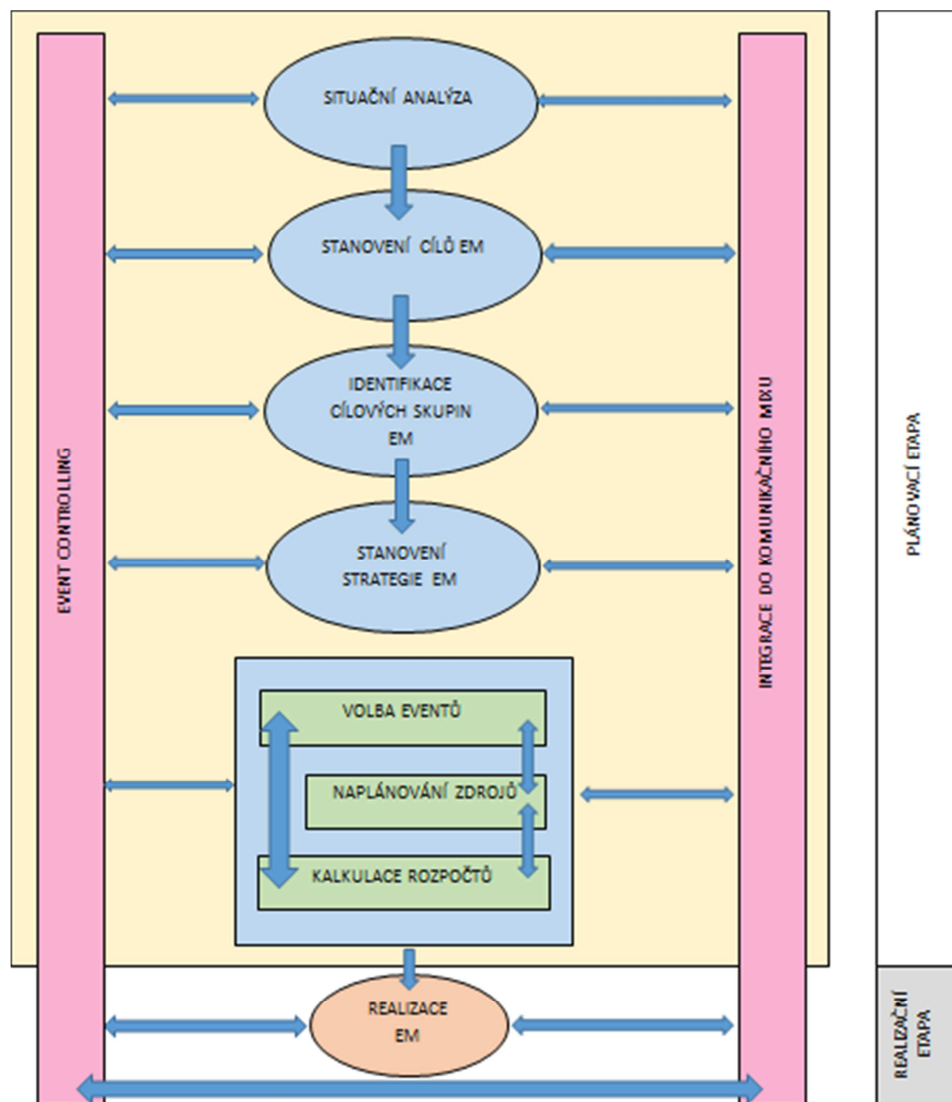 SITUAČNÍ ANALÝZA
STANOVENÍ CÍLŮ EM
IDENTIFIKACE
CÍLOVÝCH SKUPIN
EM
STANOVENÍ
STRATEGIE EM
VOLBA EVENTŮ
NAPLÁNOVÁNÍ ZDROJŮ
KALKULACE ROZPOČTŮ
REALIZACE
EM
EVENT CONTROLLING
INTEGRACE DO KOMUNIKAČNÍHO MIXU
PLÁNOVACÍ ETAPA
REALIZAČNÍ
ETAPA